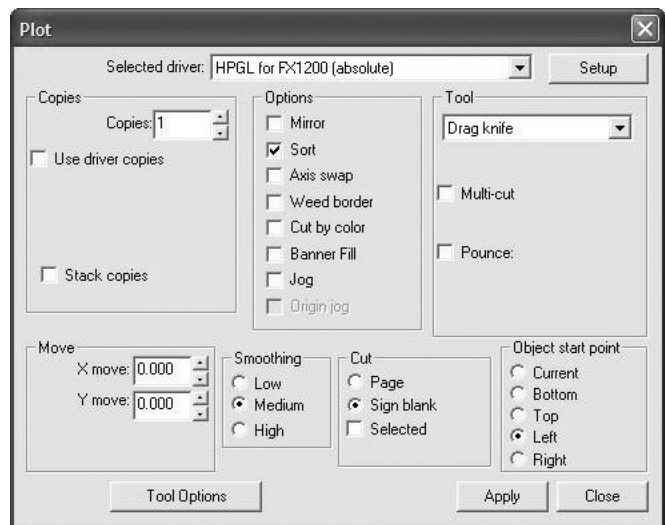 Plot
Selected driver: HPGL for FX1200 (absolute) Setup
Copies
Copies: 1
Use driver copies
Stack copies
Options
Mirror
Sort
Axis swap
Weed border
Cut by color
Banner Fill
Jog
Origin jog
Tool
Drag knife
Multi-cut
Pounce:
Move
X move: 0.000
Y move: 0.000
Smoothing
Low
Medium
High
Cut
Page
Sign blank
Selected
Object start point
Current
Bottom
Top
Left
Right
Tool Options Apply Close